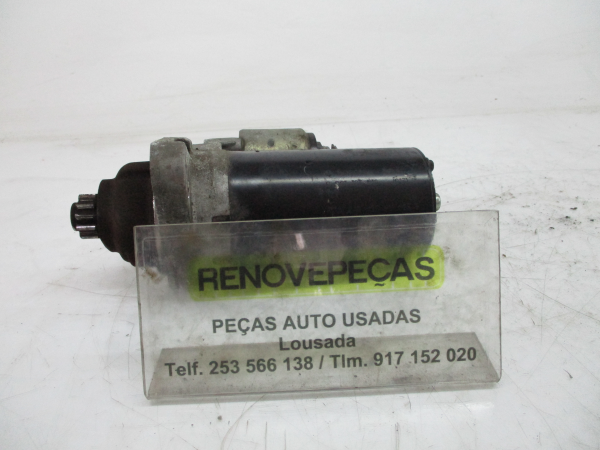 RENOVEPEÇAS
PEÇAS AUTO USADAS
Lousada
Telf. 253 566 138 / Tlm. 917 152 020